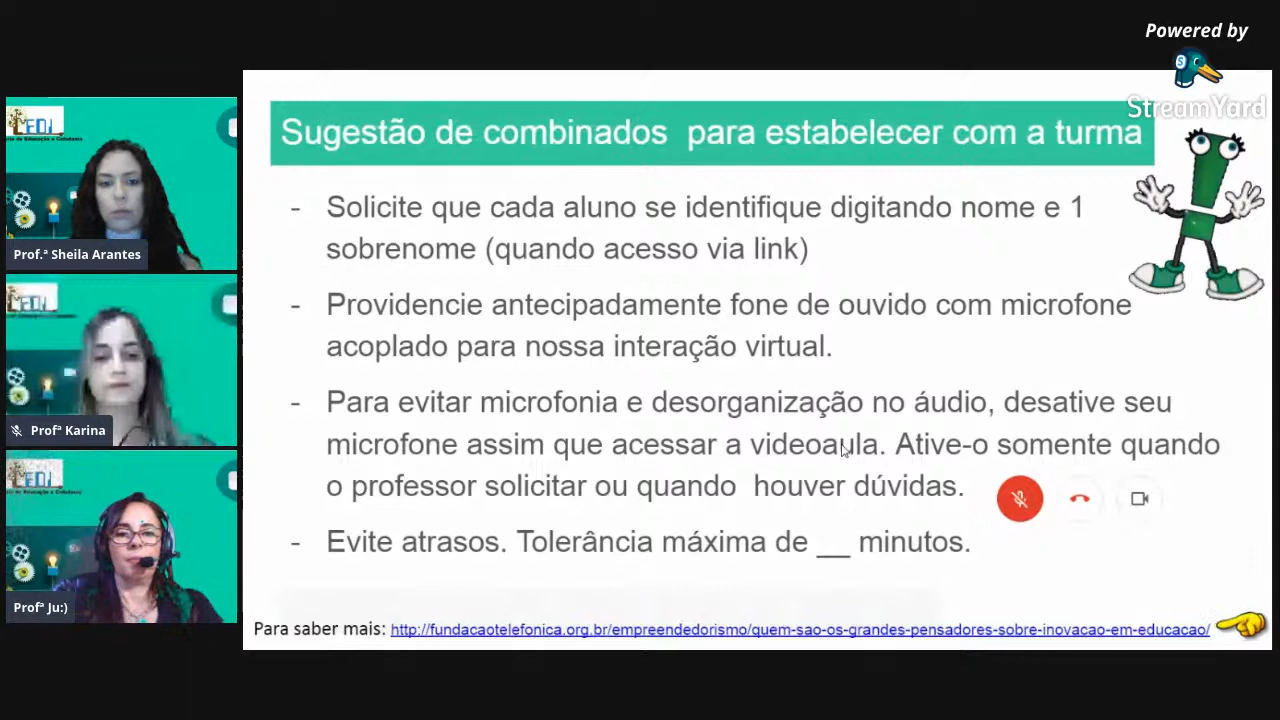 Powered by
StreamYard
Sugestão de combinados para estabelecer com a turma
- Solicite que cada aluno se identifique digitando nome e 1
sobrenome (quando acesso via link)
- Providencie antecipadamente fone de ouvido com microfone
acoplado para nossa interação virtual.
- Para evitar microfonia e desorganização no áudio, desative seu
microfone assim que acessar a videoaula. Ative-o somente quando
o professor solicitar ou quando houver dúvidas.
- Evite atrasos. Tolerância máxima de __ minutos.
Para saber mais: http://fundacaotelefonica.org.br/empreendedorismo/quem-sao-os-grandes-pensadores-sobre-inovacao-em-educacao/
Prof.ª Sheila Arantes
Profª Karina
Profª Ju:)